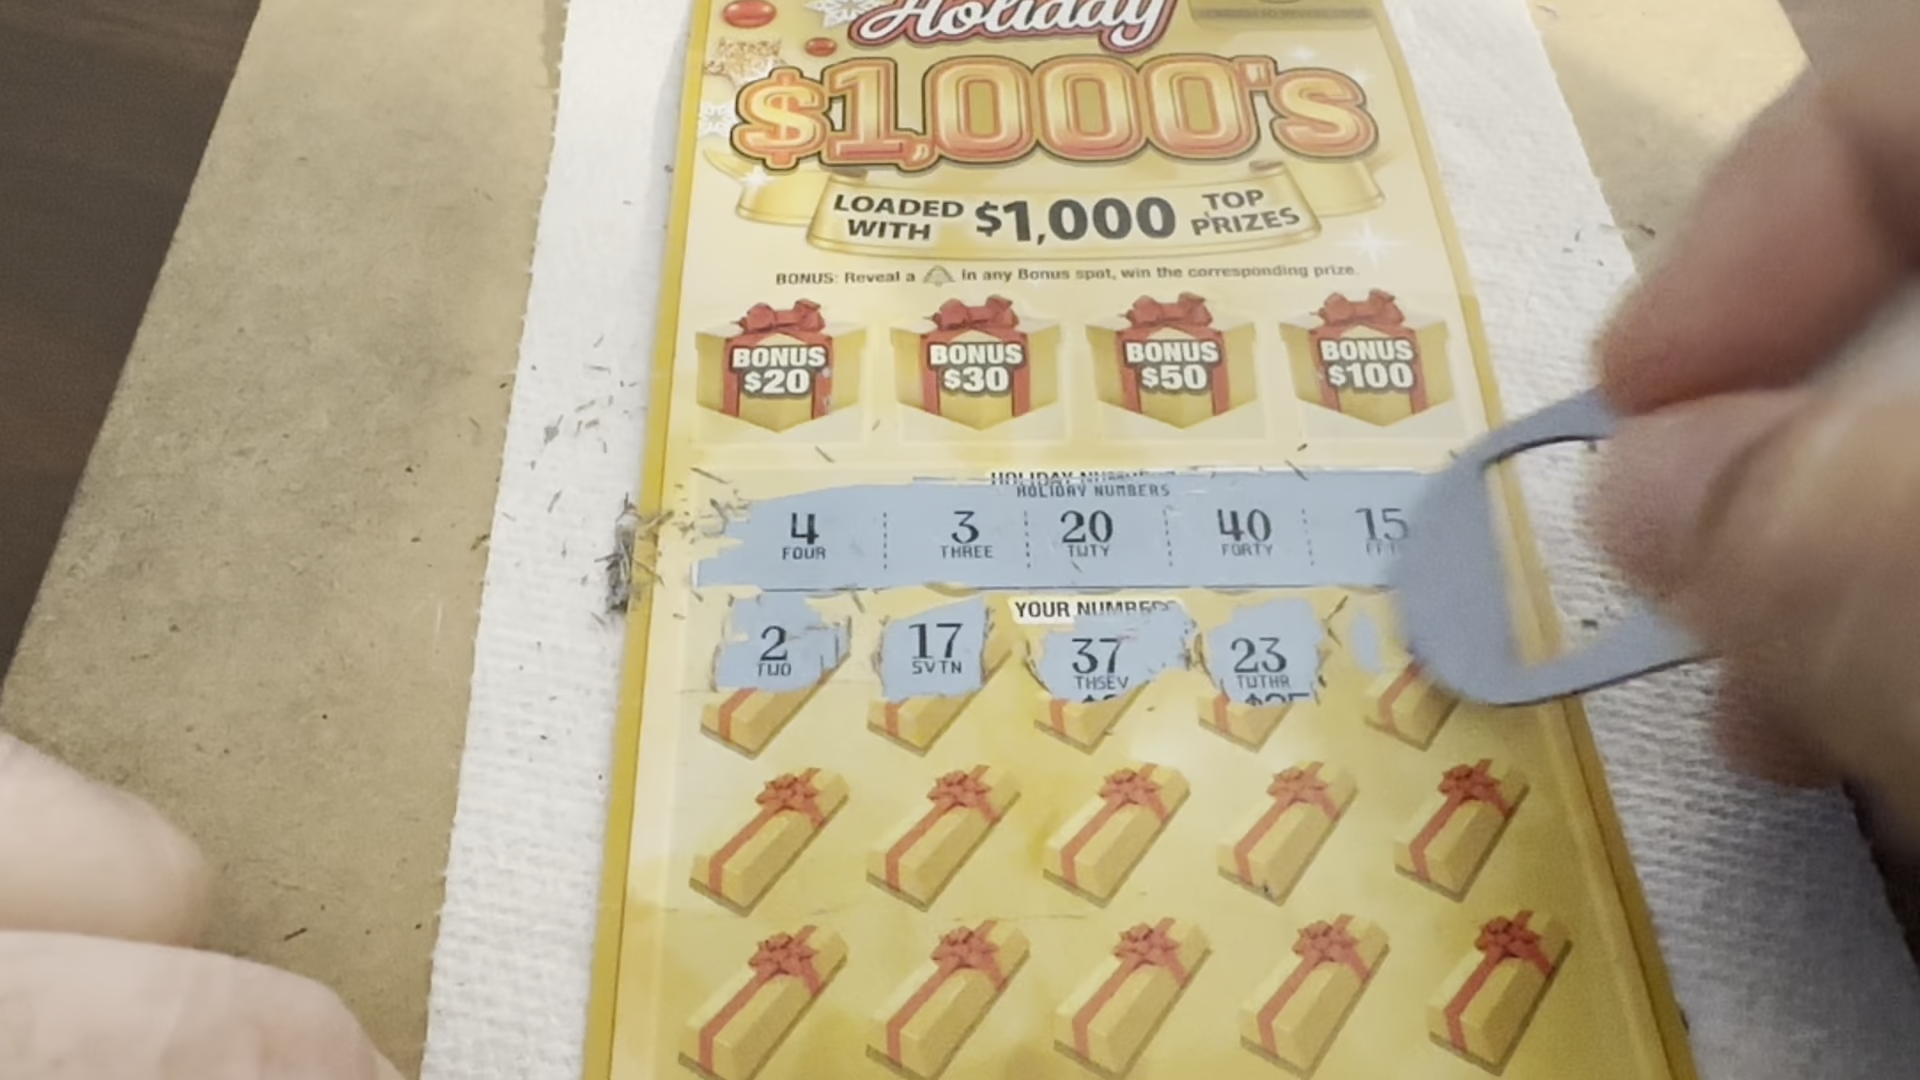 Holiday
$1,000's
LOADED WITH $1,000 TOP PRIZES
BONUS: Reveal a in any Bonus spot, win the corresponding prize.
BONUS $20
BONUS $30
BONUS $50
BONUS $100
HOLIDAY
HOLIDAY NUMBERS
4 3 20 40 15
FOUR THREE TWTY FORTY
YOUR NUMBERS
2 17 37 23
TWO SVTN THSEV TWTHR